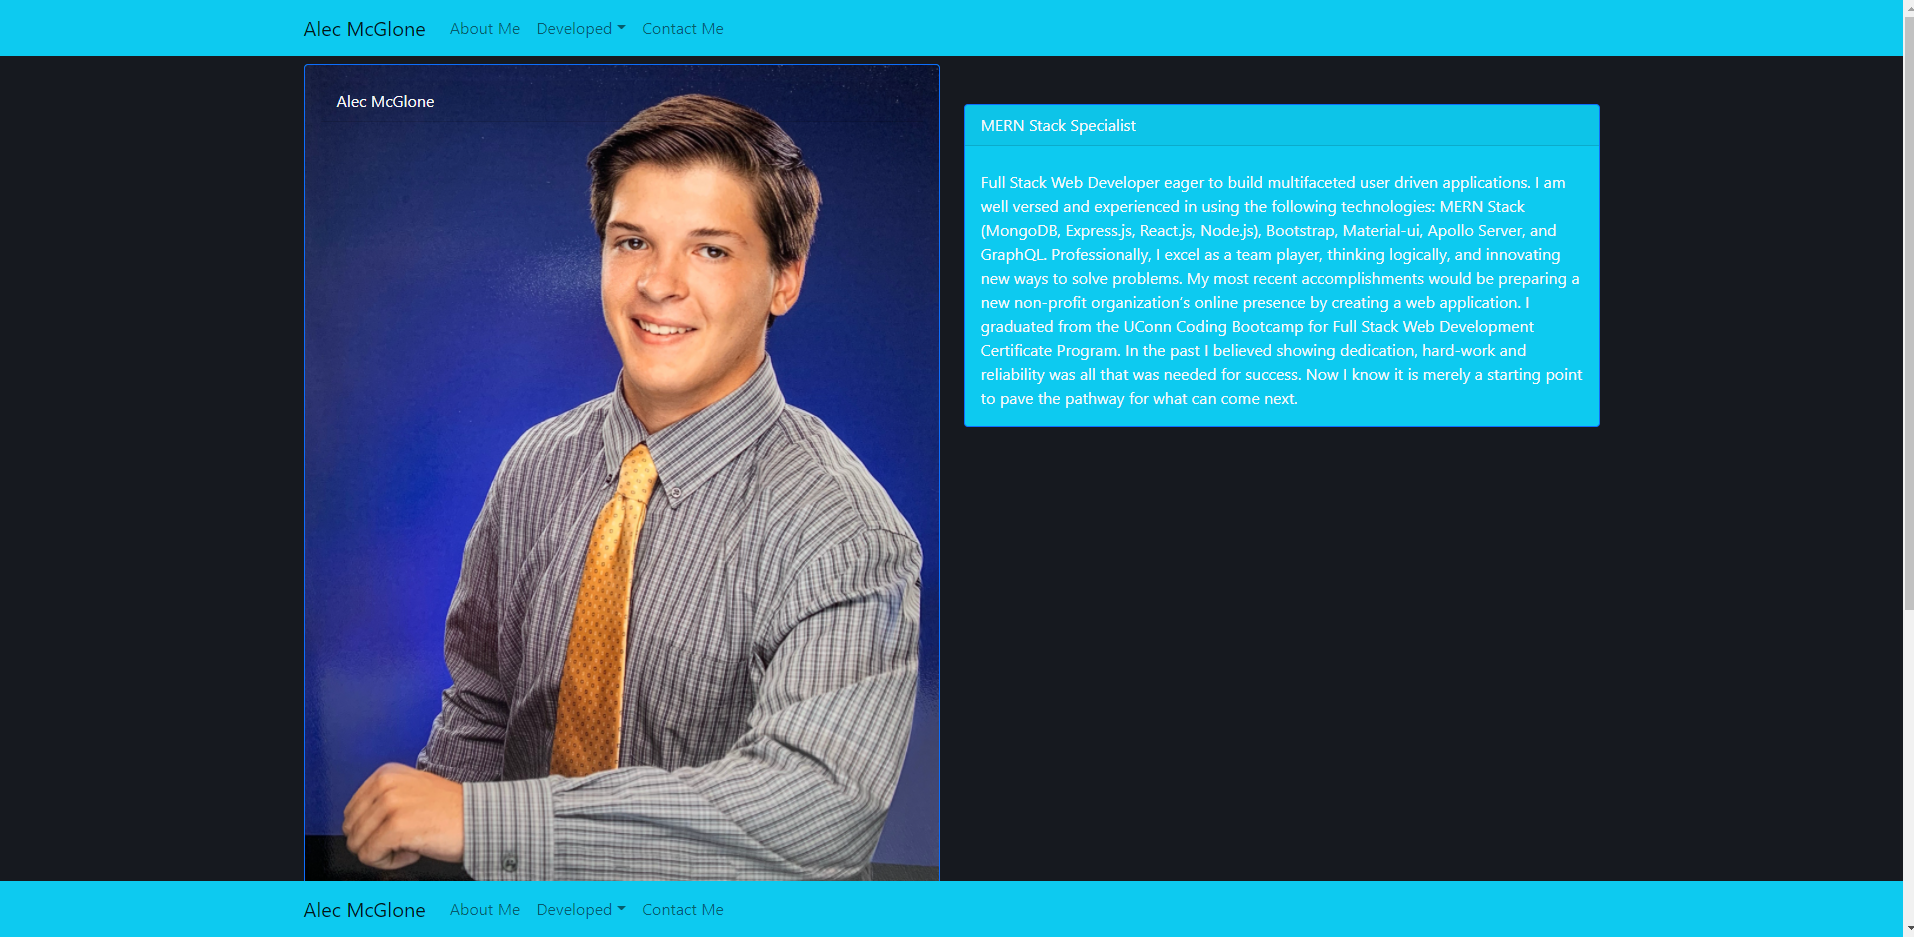 Alec McGlone About Me Developed Contact Me
Alec McGlone
MERN Stack Specialist
Full Stack Web Developer eager to build multifaceted user driven applications. I am
well versed and experienced in using the following technologies: MERN Stack
(MongoDB, Express.js, React.js, Node.js), Bootstrap, Material-ui, Apollo Server, and
GraphQL. Professionally, I excel as a team player, thinking logically, and innovating
new ways to solve problems. My most recent accomplishments would be preparing a
new non-profit organization's online presence by creating a web application. I
graduated from the UConn Coding Bootcamp for Full Stack Web Development
Certificate Program. In the past I believed showing dedication, hard-work and
reliability was all that was needed for success. Now I know it is merely a starting point
to pave the pathway for what can come next.
Alec McGlone About Me Developed Contact Me